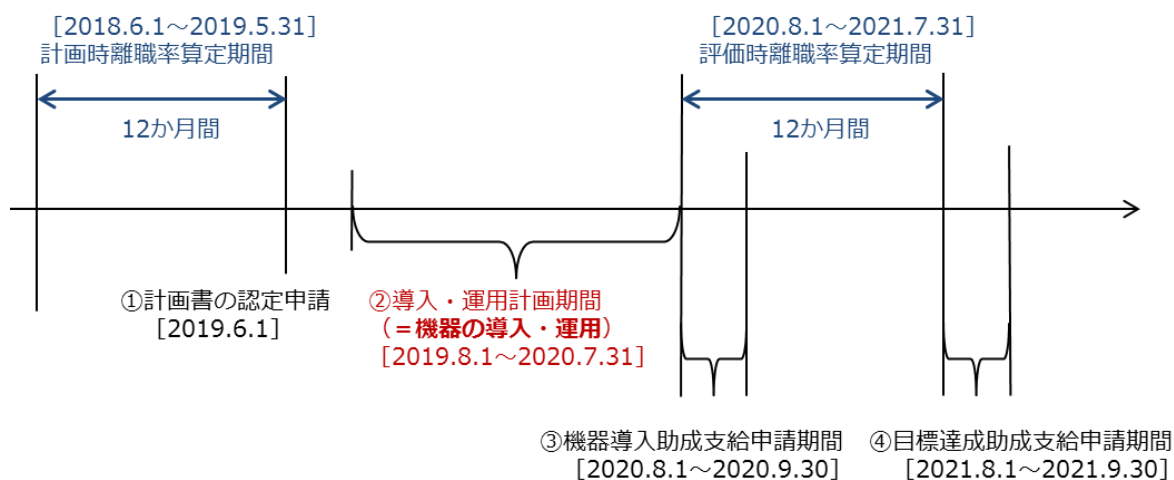 [2018.6.1～2019.5.31]
計画時離職率算定期間
12か月間
[2020.8.1～2021.7.31]
評価時離職率算定期間
12か月間
①計画書の認定申請
[2019.6.1]
②導入・運用計画期間
(＝機器の導入・運用)
[2019.8.1～2020.7.31]
③機器導入助成支給申請期間
[2020.8.1～2020.9.30]
④目標達成助成支給申請期間
[2021.8.1～2021.9.30]